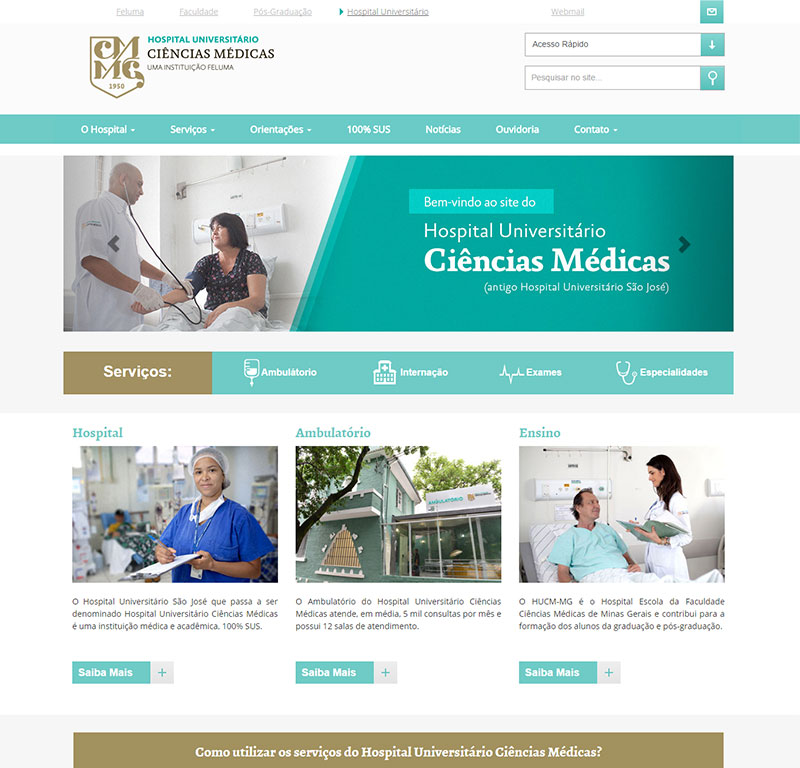 Feluma Faculdade Pós-Graduação Hospital Universitário Webmail
CMMG
1950
HOSPITAL UNIVERSITÁRIO
CIÊNCIAS MÉDICAS
UMA INSTITUIÇÃO FELUMA
Acesso Rápido
Pesquisar no site...
O Hospital Serviços Orientações 100% SUS Notícias Ouvidoria Contato
Bem-vindo ao site do
Hospital Universitário
Ciências Médicas
(antigo Hospital Universitário São José)
Serviços: Ambulátorio Internação Exames Especialidades
Hospital
O Hospital Universitário São José que passa a ser
denominado Hospital Universitário Ciências Médicas
é uma instituição médica e acadêmica. 100% SUS.
Saiba Mais +
Ambulatório
AMBULATÓRIO
O Ambulatório do Hospital Universitário Ciências
Médicas atende, em média, 5 mil consultas por mês e
possui 12 salas de atendimento.
Saiba Mais +
Ensino
O HUCM-MG é o Hospital Escola da Faculdade
Ciências Médicas de Minas Gerais e contribui para a
formação dos alunos da graduação e pós-graduação.
Saiba Mais +
Como utilizar os serviços do Hospital Universitário Ciências Médicas?